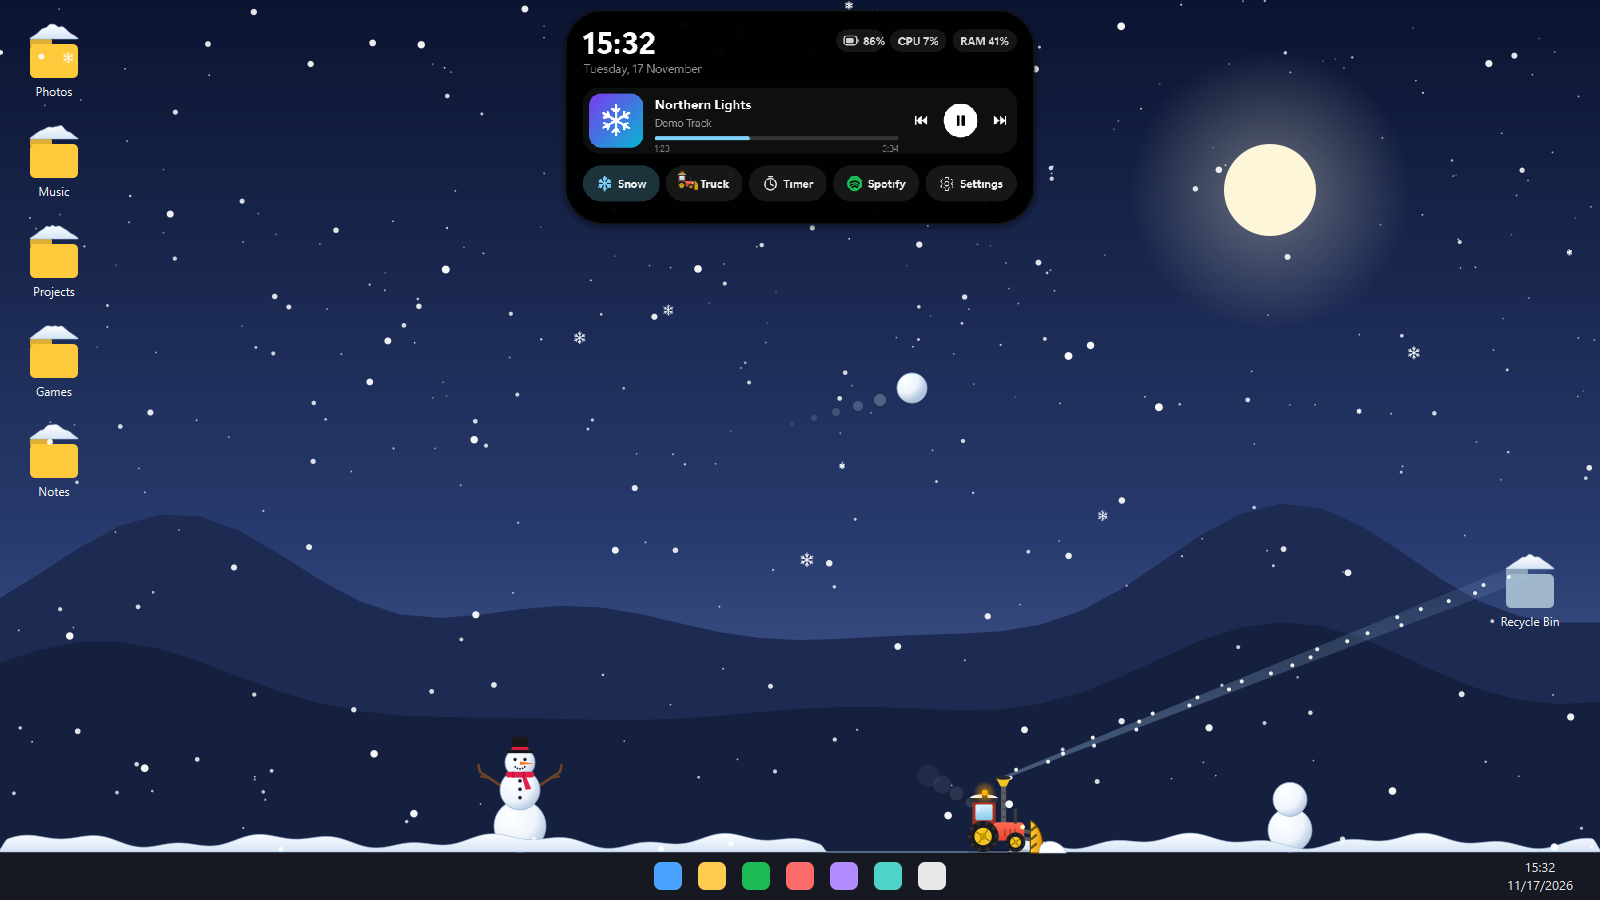 15:32
Tuesday, 17 November
86%
CPU 7%
RAM 41%
Northern Lights
Demo Track
1:23
3:34
Snow
Truck
Timer
Spotify
Settings
Photos
Music
Projects
Games
Notes
Recycle Bin
15:32
11/17/2026